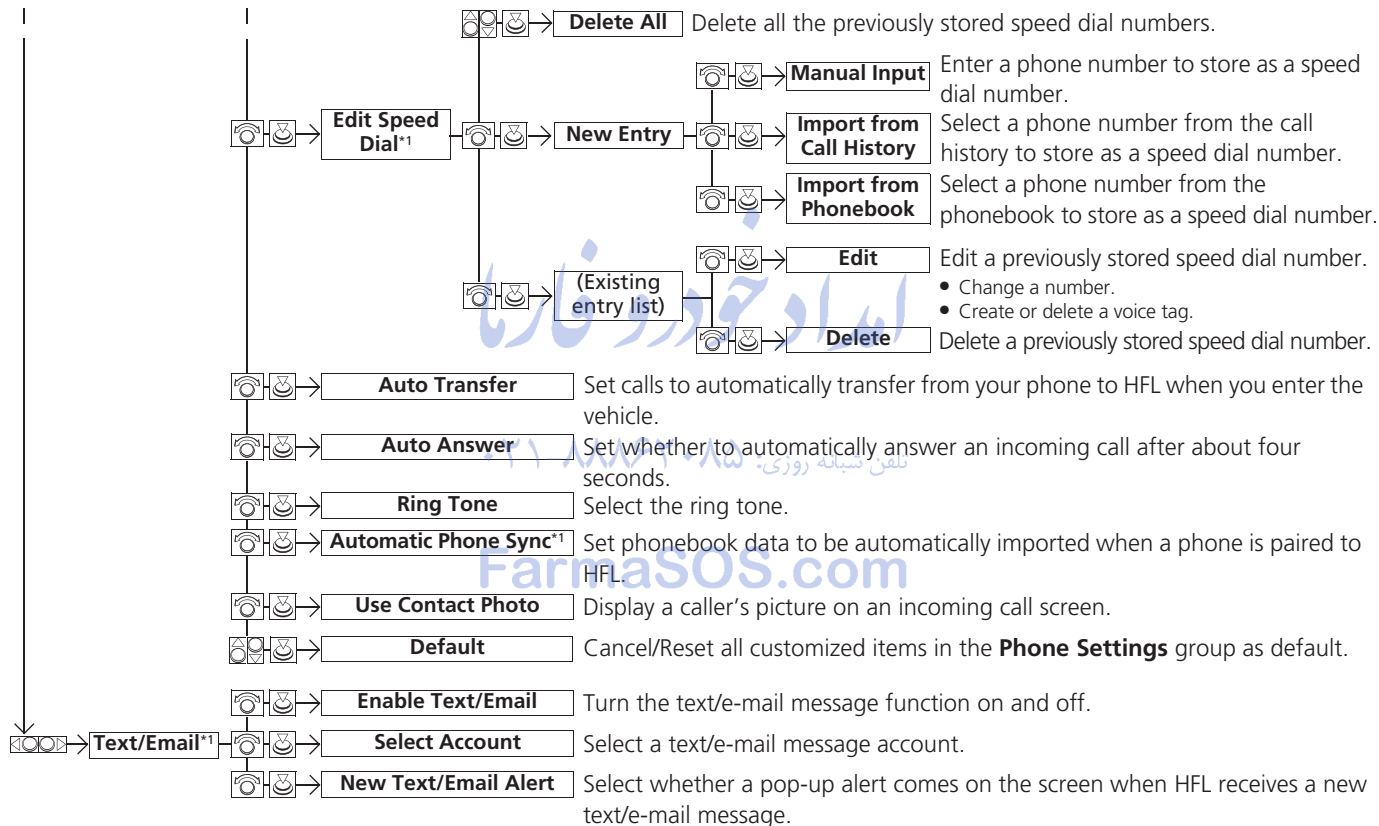 Delete All Delete all the previously stored speed dial numbers.
Manual Input Enter a phone number to store as a speed
dial number.
Edit Speed
Dial*1
New Entry
Import from Select a phone number from the call
Call History history to store as a speed dial number.
Import from Select a phone number from the
Phonebook phonebook to store as a speed dial number.
(Existing
entry list)
Edit Edit a previously stored speed dial number.
• Change a number.
• Create or delete a voice tag.
Delete Delete a previously stored speed dial number.
امداد خودرو فارما
Auto Transfer Set calls to automatically transfer from your phone to HFL when you enter the
vehicle.
Auto Answer Set whether to automatically answer an incoming call after about four
seconds.
تلفن شبانه روزی: ۰۲۱ ۸۸۸۶۲۰۸۵
Ring Tone Select the ring tone.
Automatic Phone Sync*1 Set phonebook data to be automatically imported when a phone is paired to
HFL.
FarmaSOS.com
Use Contact Photo Display a caller's picture on an incoming call screen.
Default Cancel/Reset all customized items in the Phone Settings group as default.
Enable Text/Email Turn the text/e-mail message function on and off.
Text/Email*1 Select Account Select a text/e-mail message account.
New Text/Email Alert Select whether a pop-up alert comes on the screen when HFL receives a new
text/e-mail message.